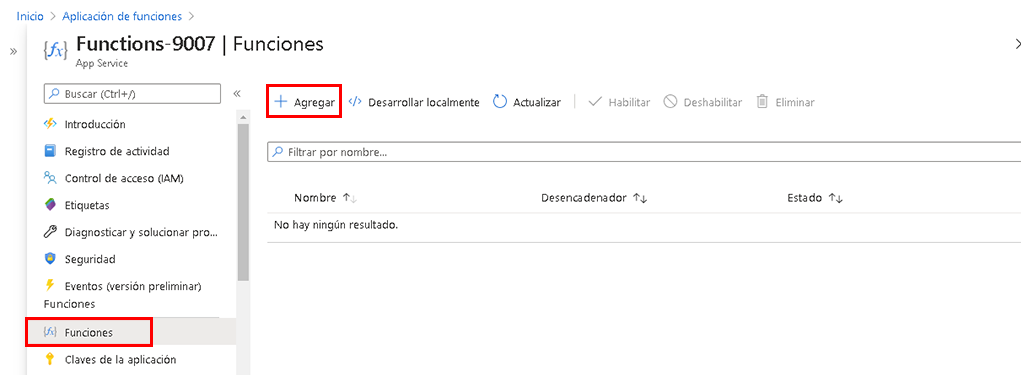 Inicio > Aplicación de funciones >
Functions-9007 | Funciones
App Service
Buscar (Ctrl+/)
Introducción
Registro de actividad
Control de acceso (IAM)
Etiquetas
Diagnosticar y solucionar pro...
Seguridad
Eventos (versión preliminar)
Funciones
Funciones
Claves de la aplicación
Agregar Desarrollar localmente Actualizar Habilitar Deshabilitar Eliminar
Filtrar por nombre...
Nombre Desencadenador Estado
No hay ningún resultado.